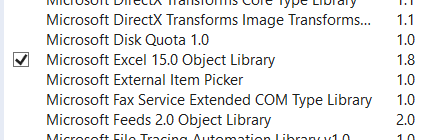 Microsoft DirectX Transforms Core Type Library 1.1
Microsoft DirectX Transforms Image Transforms... 1.1
Microsoft Disk Quota 1.0 1.0
Microsoft Excel 15.0 Object Library 1.8
Microsoft External Item Picker 1.0
Microsoft Fax Service Extended COM Type Library 1.0
Microsoft Feeds 2.0 Object Library 2.0
Microsoft File Tracing Automation Library v1.0 1.0